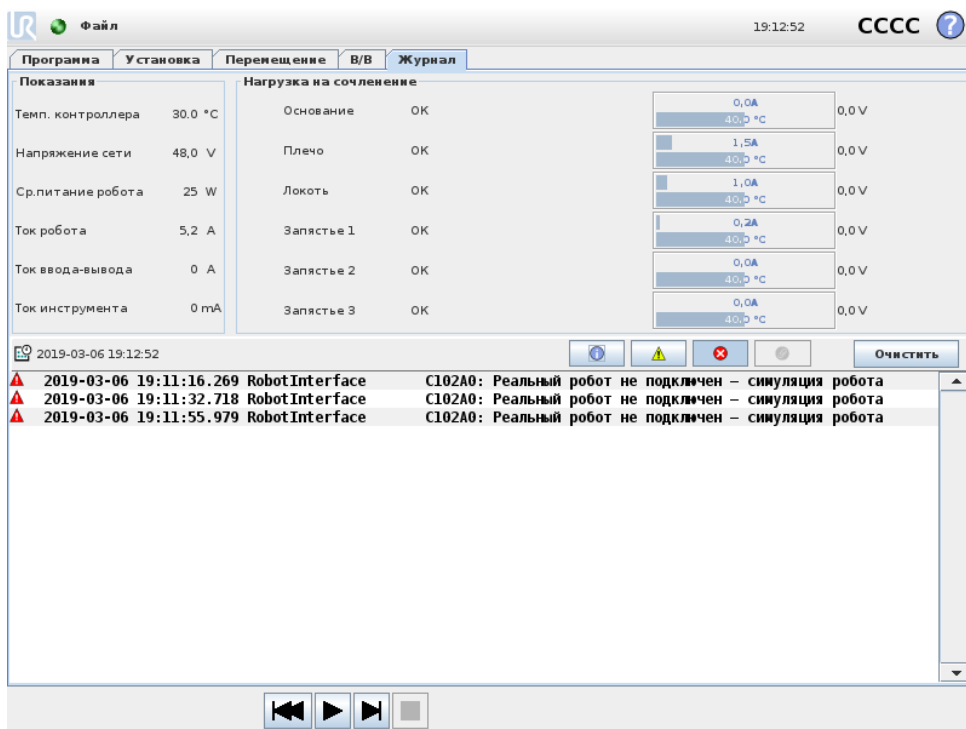 UR Файл 19:12:52 CCCC ?
Программа Установка Перемещение В/В Журнал
Показания
Темп. контроллера 30.0 °C
Напряжение сети 48,0 V
Ср.питание робота 25 W
Ток робота 5,2 A
Ток ввода-вывода 0 A
Ток инструмента 0 mA
Нагрузка на сочленение
Основание OK 0,0A 40.0 °C 0,0 V
Плечо OK 1,5A 40.0 °C 0,0 V
Локоть OK 1,0A 40.0 °C 0,0 V
Запястье 1 OK 0,2A 40.0 °C 0,0 V
Запястье 2 OK 0,0A 40.0 °C 0,0 V
Запястье 3 OK 0,0A 40.0 °C 0,0 V
2019-03-06 19:12:52 Очистить
2019-03-06 19:11:16.269 RobotInterface C102A0: Реальный робот не подключен – симуляция робота
2019-03-06 19:11:32.718 RobotInterface C102A0: Реальный робот не подключен – симуляция робота
2019-03-06 19:11:55.979 RobotInterface C102A0: Реальный робот не подключен – симуляция робота